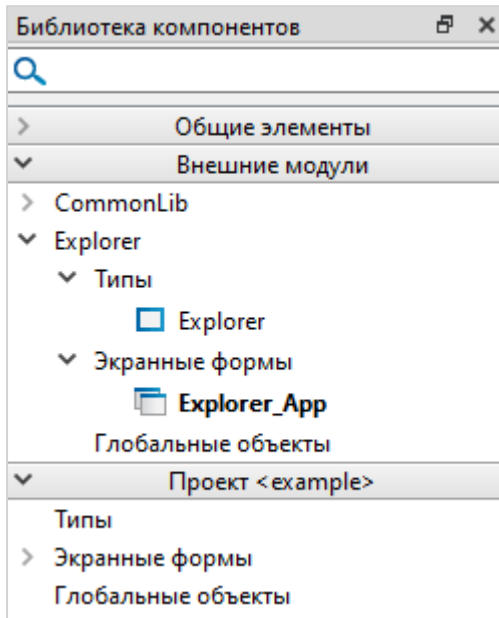 Библиотека компонентов
Общие элементы
Внешние модули
CommonLib
Explorer
Типы
Explorer
Экранные формы
Explorer_App
Глобальные объекты
Проект <example>
Типы
Экранные формы
Глобальные объекты